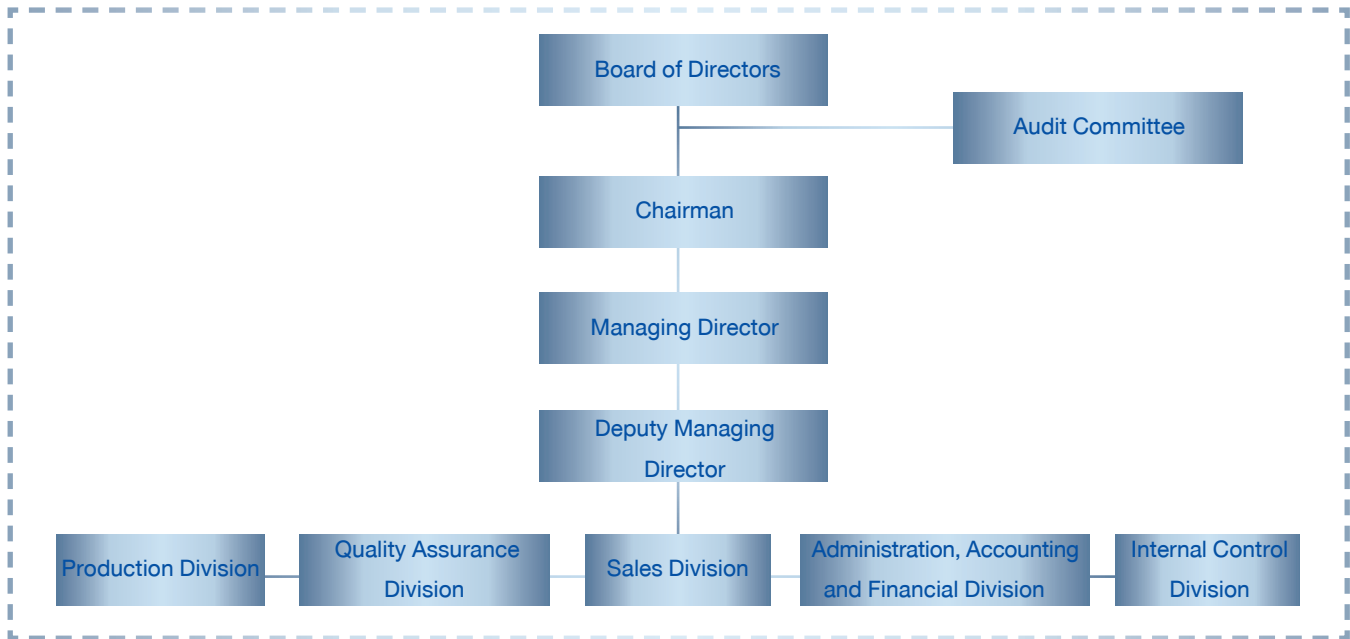 Board of Directors
Audit Committee
Chairman
Managing Director
Deputy Managing
Director
Production Division
Quality Assurance
Division
Sales Division
Administration, Accounting
and Financial Division
Internal Control
Division